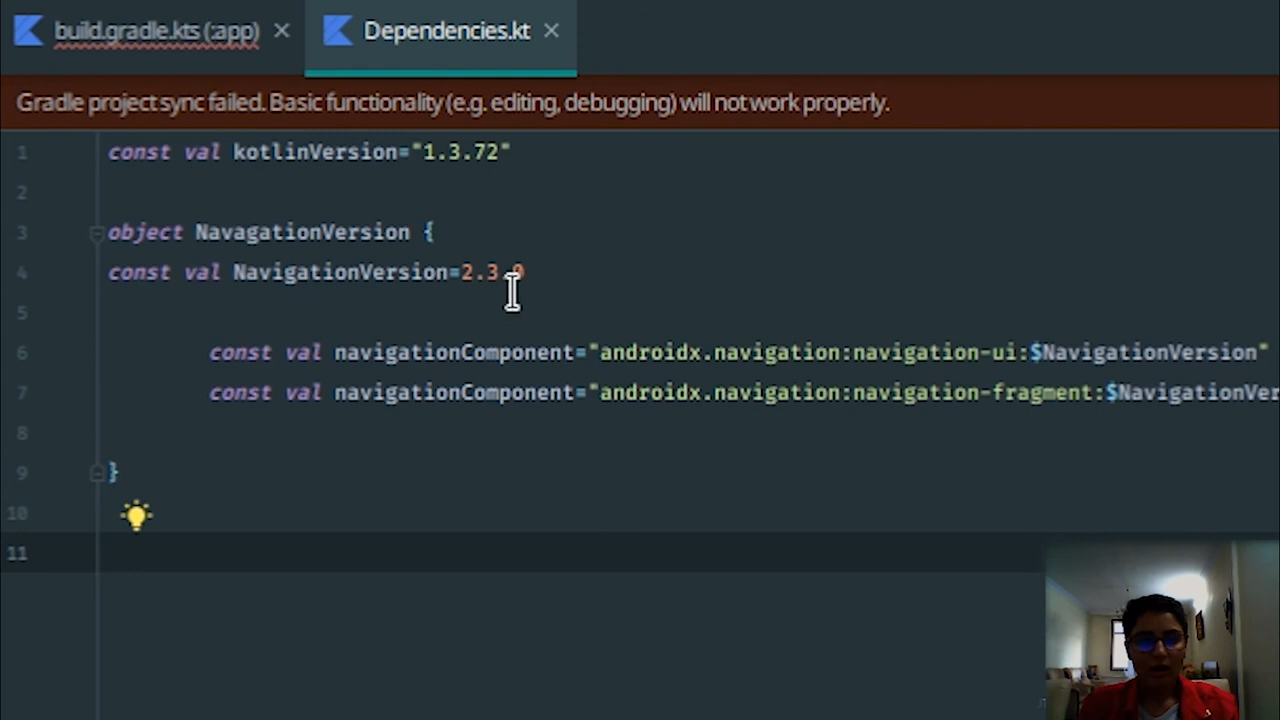 build.gradle.kts (:app) Dependencies.kt
Gradle project sync failed. Basic functionality (e.g. editing, debugging) will not work properly.
1 const val kotlinVersion="1.3.72"
2
3 object NavagationVersion {
4 const val NavigationVersion=2.3.0
5
6 const val navigationComponent="androidx.navigation:navigation-ui:$NavigationVersion"
7 const val navigationComponent="androidx.navigation:navigation-fragment:$NavigationVer
8
9 }
10
11